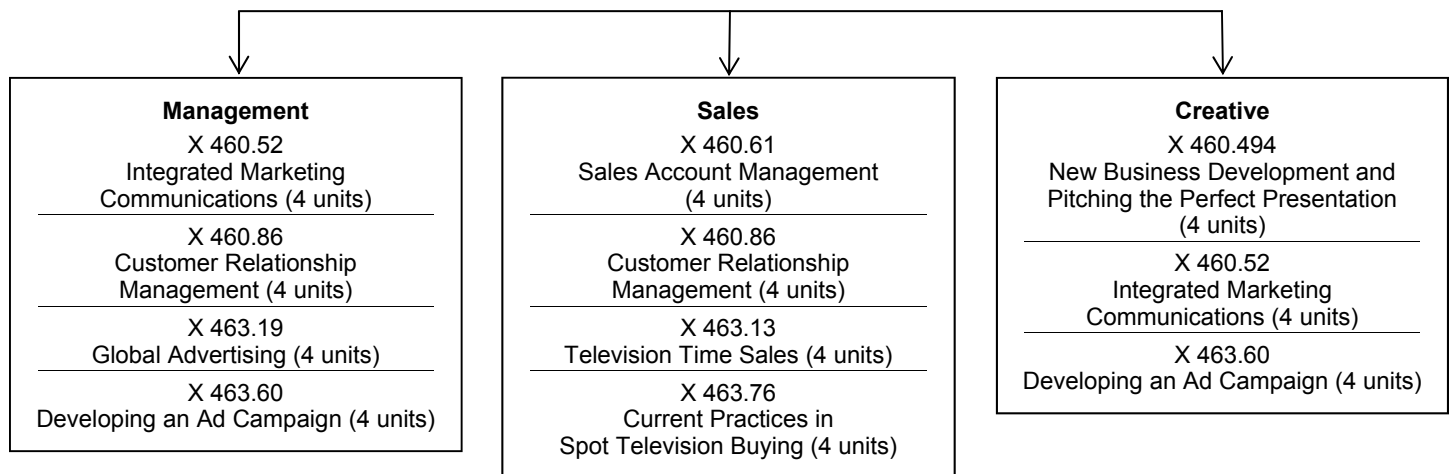 Management
X 460.52
Integrated Marketing
Communications (4 units)
X 460.86
Customer Relationship
Management (4 units)
X 463.19
Global Advertising (4 units)
X 463.60
Developing an Ad Campaign (4 units)
Sales
X 460.61
Sales Account Management
(4 units)
X 460.86
Customer Relationship
Management (4 units)
X 463.13
Television Time Sales (4 units)
X 463.76
Current Practices in
Spot Television Buying (4 units)
Creative
X 460.494
New Business Development and
Pitching the Perfect Presentation
(4 units)
X 460.52
Integrated Marketing
Communications (4 units)
X 463.60
Developing an Ad Campaign (4 units)